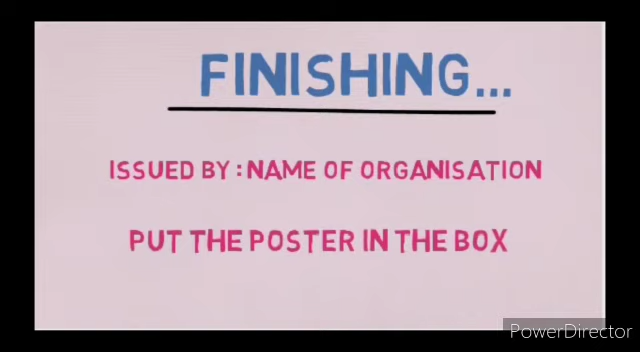 FINISHING...
ISSUED BY : NAME OF ORGANISATION
PUT THE POSTER IN THE BOX
PowerDirector